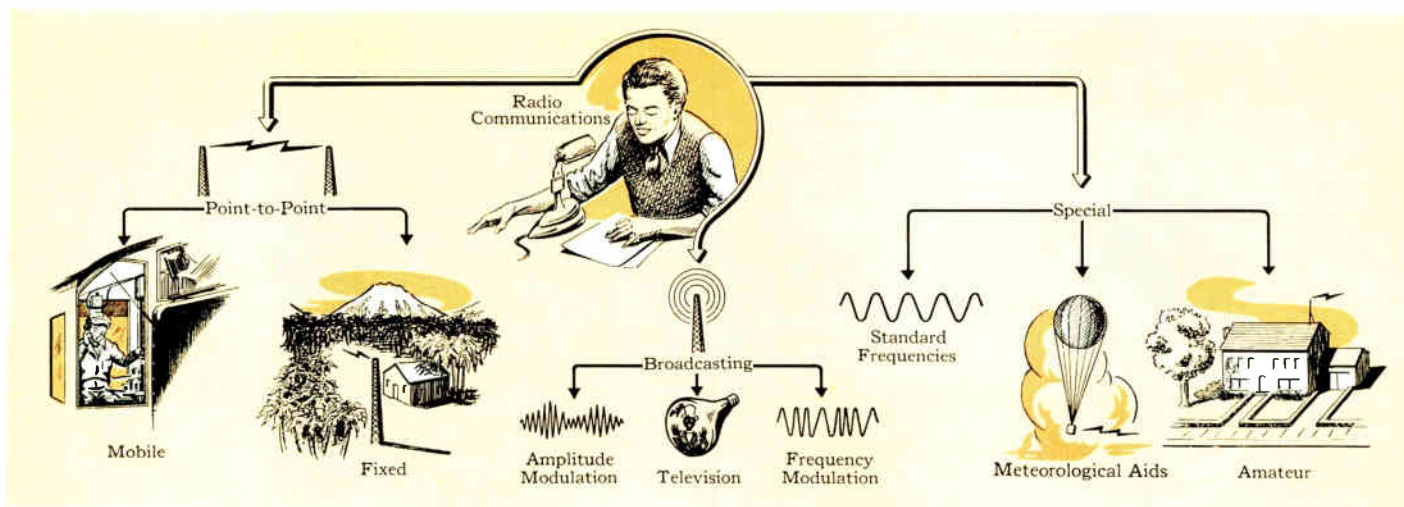 Radio
Communications
Point-to-Point
Special
Mobile
Fixed
Broadcasting
Amplitude
Modulation
Television
Frequency
Modulation
Standard
Frequencies
Meteorological Aids
Amateur